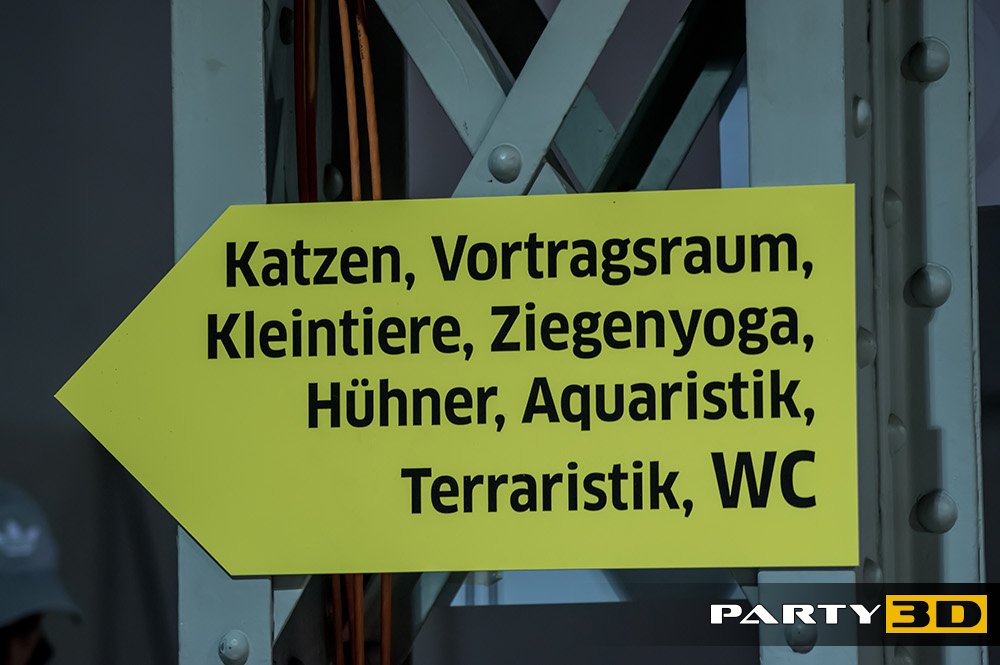 Katzen, Vortragsraum,
Kleintiere, Ziegenyoga,
Hühner, Aquaristik,
Terraristik, WC
PARTY 3D